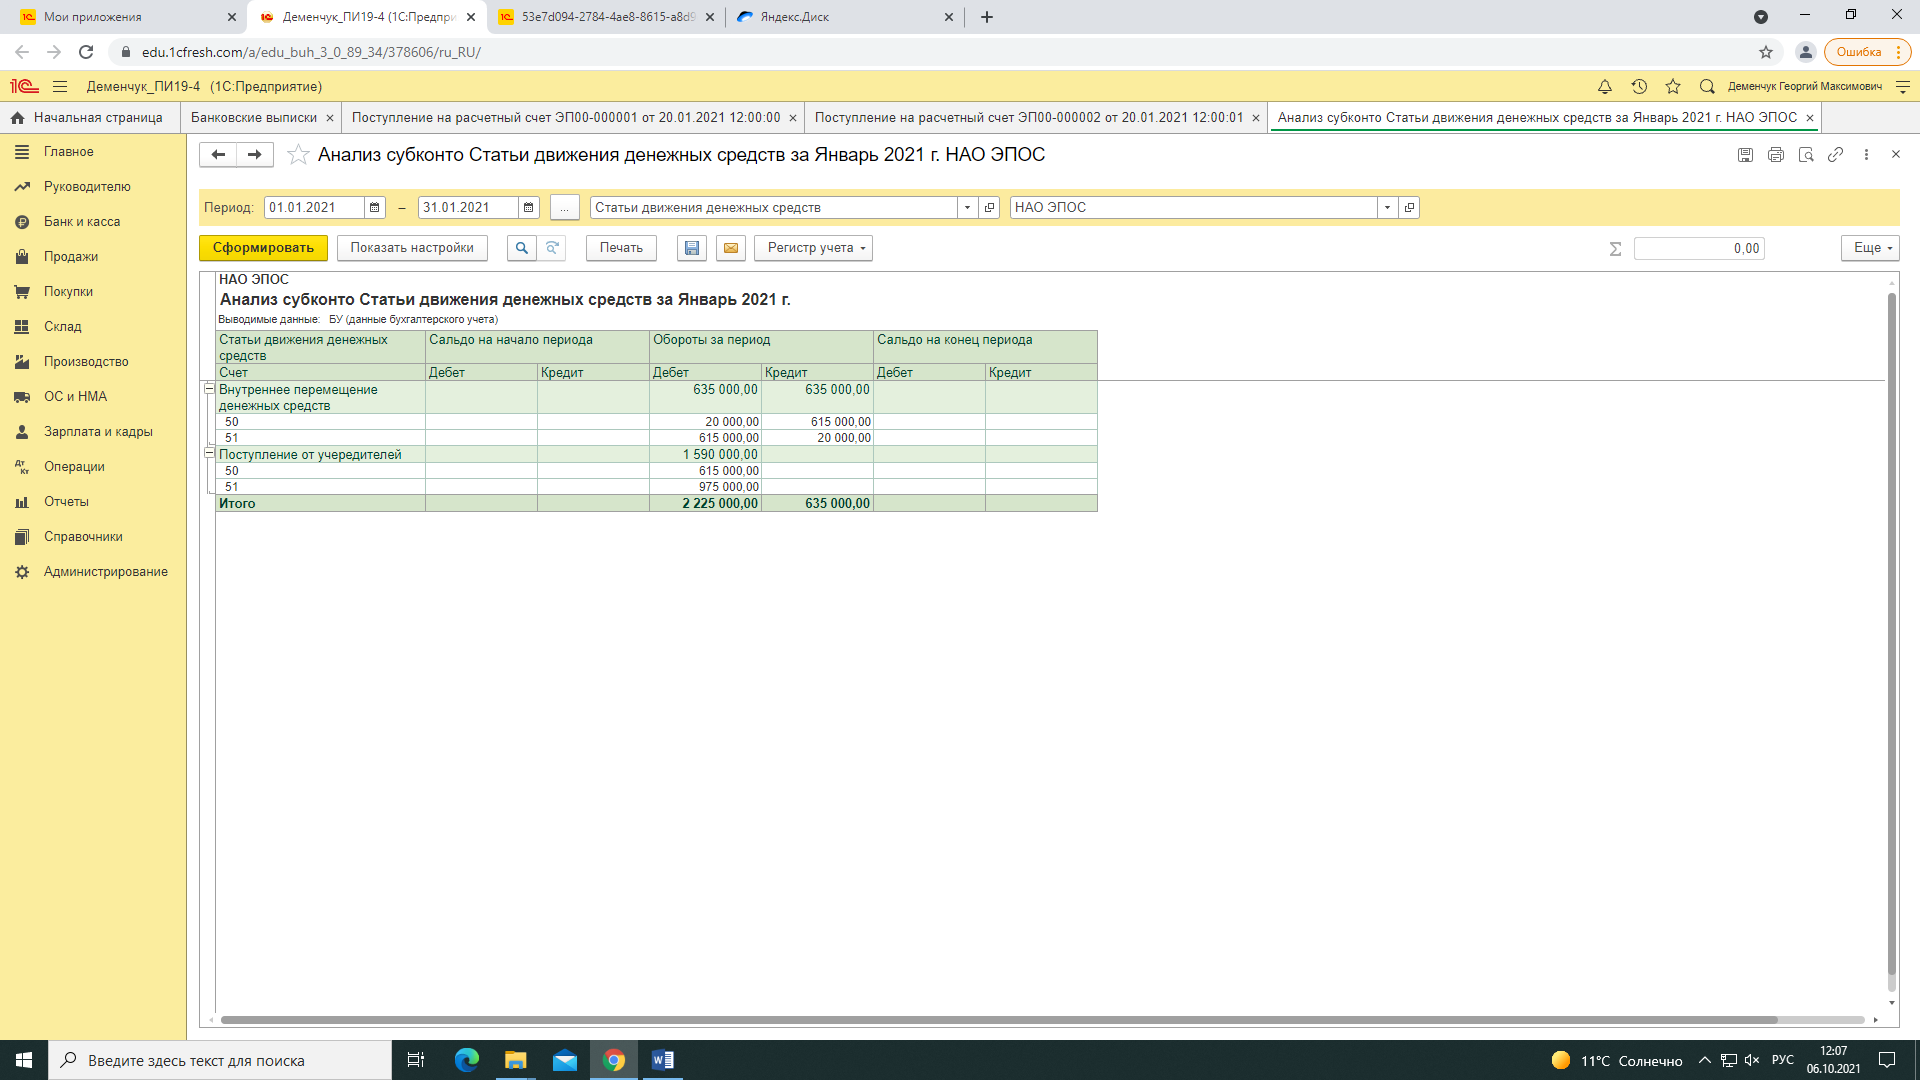 Мои приложения
Деменчук_ПИ19-4 (1С:Предпри
53e7d094-2784-4ae8-8615-a8d9
Яндекс.Диск
edu.1cfresh.com/a/edu_buh_3_0_89_34/378606/ru_RU/
Ошибка
Деменчук_ПИ19-4 (1С:Предприятие)
Деменчук Георгий Максимович
Начальная страница
Банковские выписки
Поступление на расчетный счет ЭП00-000001 от 20.01.2021 12:00:00
Поступление на расчетный счет ЭП00-000002 от 20.01.2021 12:00:01
Анализ субконто Статьи движения денежных средств за Январь 2021 г. НАО ЭПОС
Главное
Руководителю
Банк и касса
Продажи
Покупки
Склад
Производство
ОС и НМА
Зарплата и кадры
Операции
Отчеты
Справочники
Администрирование
Анализ субконто Статьи движения денежных средств за Январь 2021 г. НАО ЭПОС
Период: 01.01.2021 – 31.01.2021 ... Статьи движения денежных средств НАО ЭПОС
Сформировать Показать настройки Печать Регистр учета Σ 0,00 Еще
НАО ЭПОС
Анализ субконто Статьи движения денежных средств за Январь 2021 г.
Выводимые данные: БУ (данные бухгалтерского учета)
Статьи движения денежных средств Сальдо на начало периода Обороты за период Сальдо на конец периода
Счет Дебет Кредит Дебет Кредит Дебет Кредит
Внутреннее перемещение денежных средств 635 000,00 635 000,00
50 20 000,00 615 000,00
51 615 000,00 20 000,00
Поступление от учередителей 1 590 000,00
50 615 000,00
51 975 000,00
Итого 2 225 000,00 635 000,00
Введите здесь текст для поиска
11°C Солнечно
РУС
12:07
06.10.2021